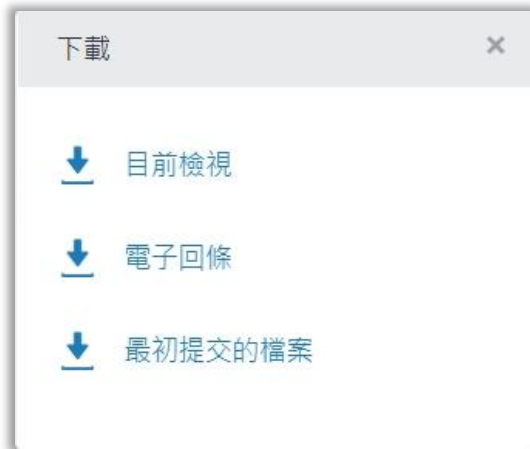 下載
目前檢視
電子回條
最初提交的檔案